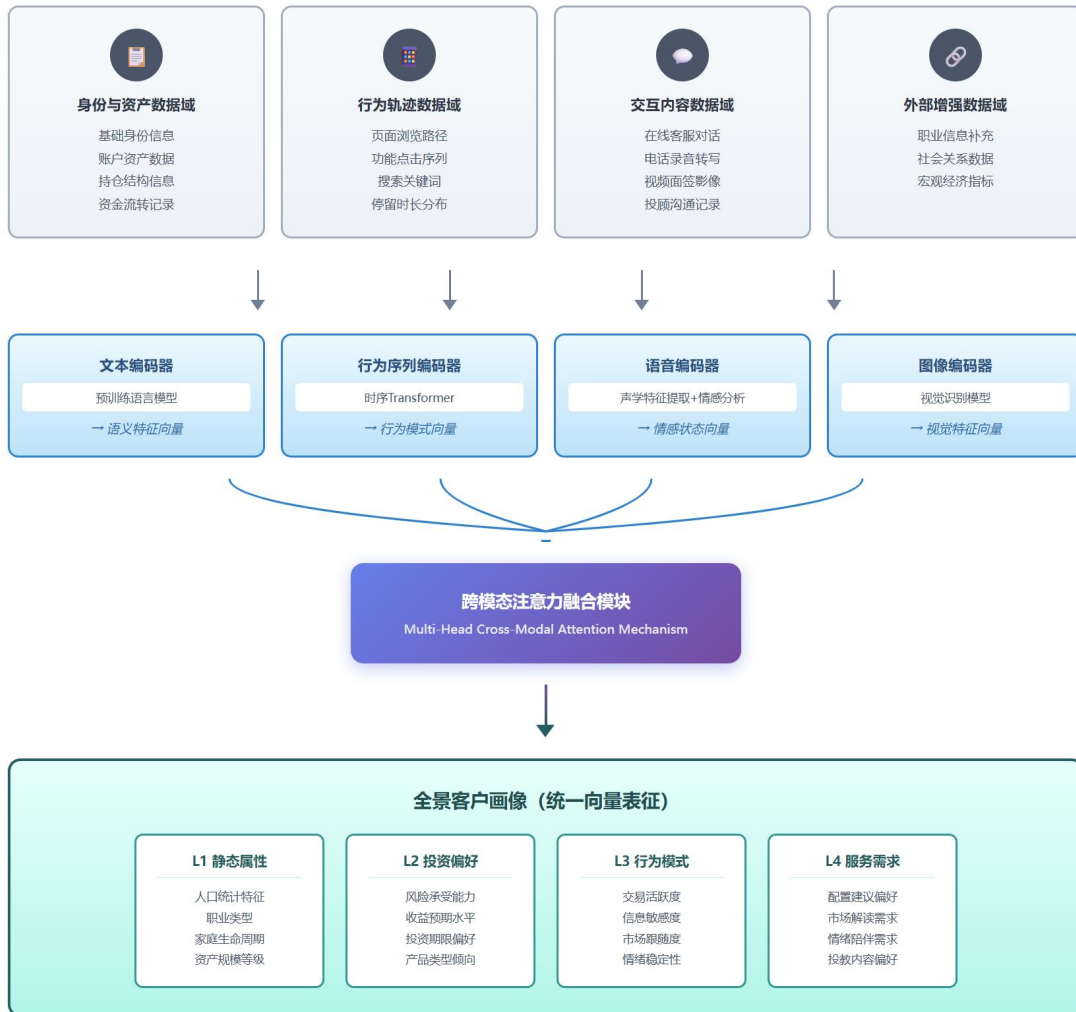 身份与资产数据域
基础身份信息
账户资产数据
持仓结构信息
资金流转记录
行为轨迹数据域
页面浏览路径
功能点击序列
搜索关键词
停留时长分布
交互内容数据域
在线客服对话
电话录音转写
视频面签影像
投顾沟通记录
外部增强数据域
职业信息补充
社会关系数据
宏观经济指标
文本编码器
预训练语言模型
→ 语义特征向量
行为序列编码器
时序Transformer
→ 行为模式向量
语音编码器
声学特征提取+情感分析
→ 情感状态向量
图像编码器
视觉识别模型
→ 视觉特征向量
跨模态注意力融合模块
Multi-Head Cross-Modal Attention Mechanism
全景客户画像（统一向量表征）
L1 静态属性
人口统计特征
职业类型
家庭生命周期
资产规模等级
L2 投资偏好
风险承受能力
收益预期水平
投资期限偏好
产品类型倾向
L3 行为模式
交易活跃度
信息敏感度
市场跟随度
情绪稳定性
L4 服务需求
配置建议偏好
市场解读需求
情绪陪伴需求
投教内容偏好